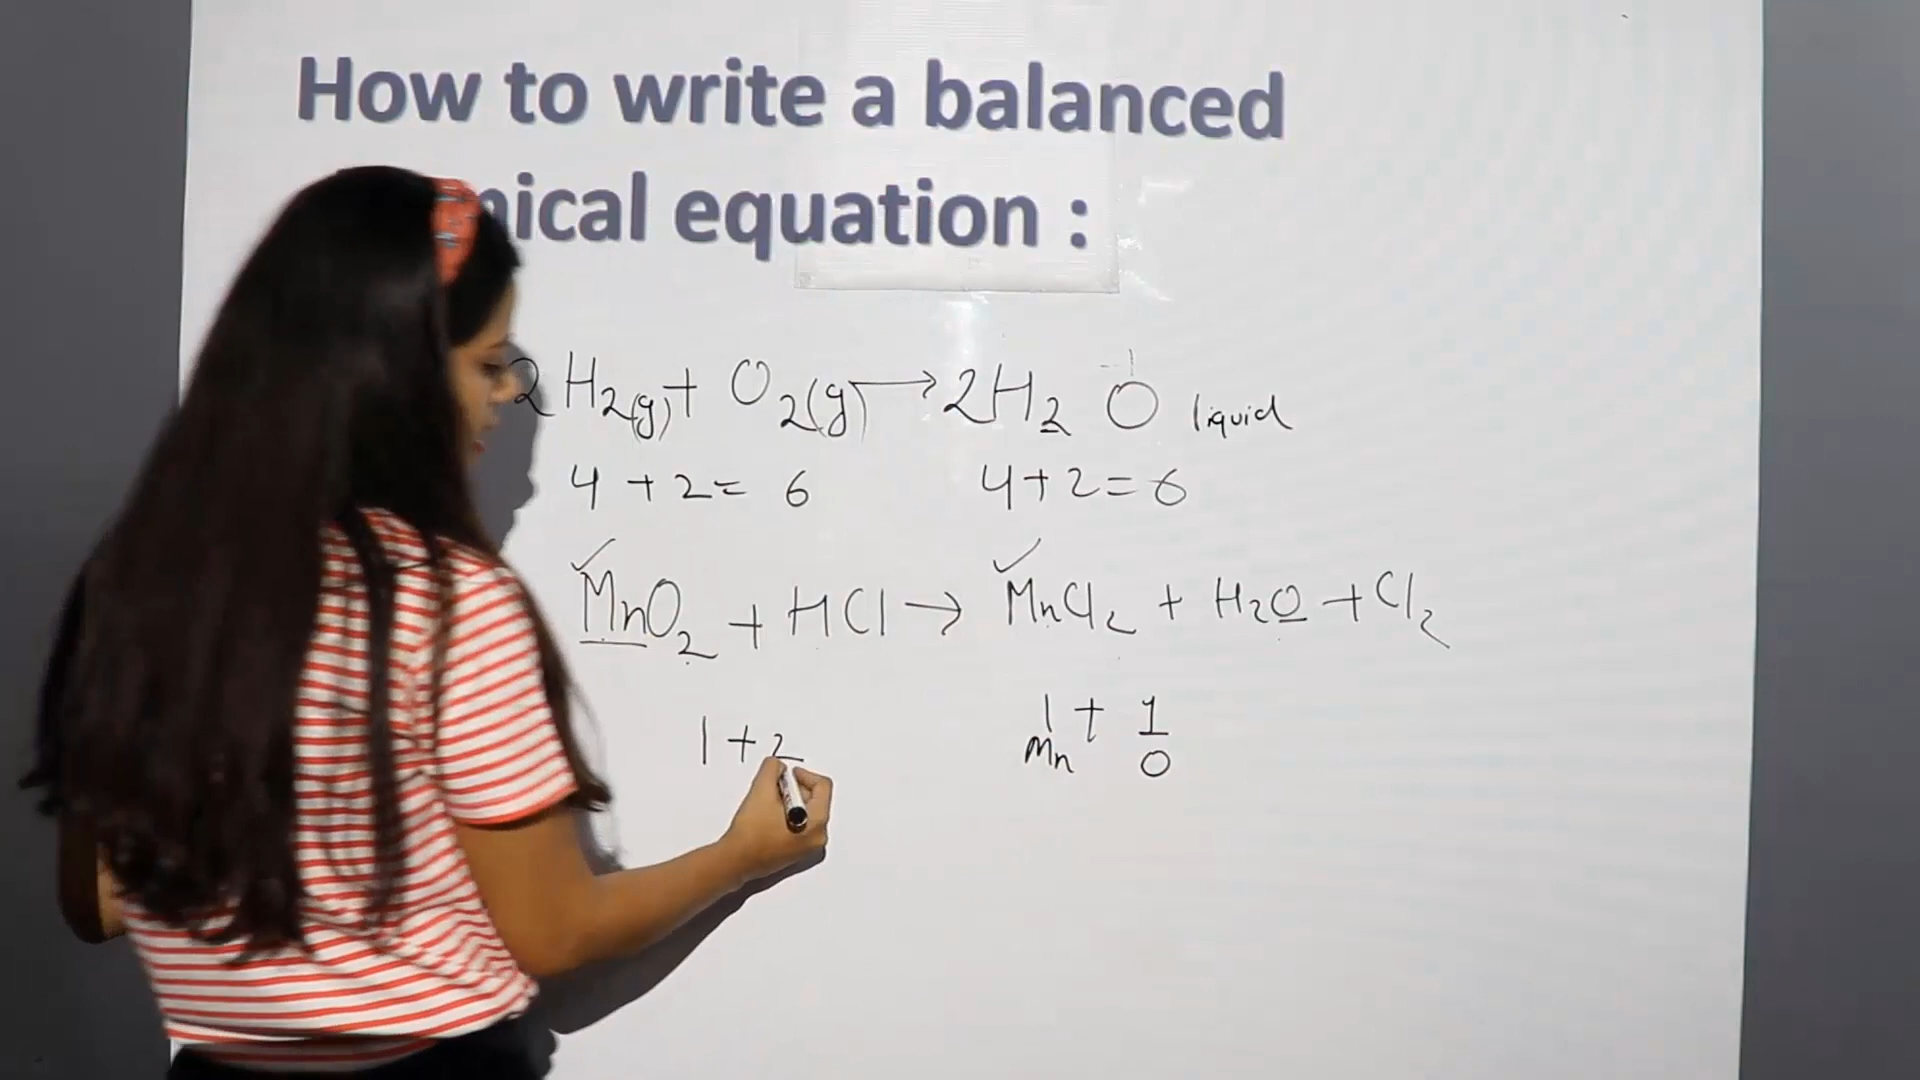 How to write a balanced
nical equation :
2H₂(g) + O₂(g) → 2H₂ O liquid
4 + 2 = 6 4 + 2 = 6
✓ ✓
MnO₂ + HCl → MnCl₂ + H₂O + Cl₂
1 + 2 1 + 1
Mn O